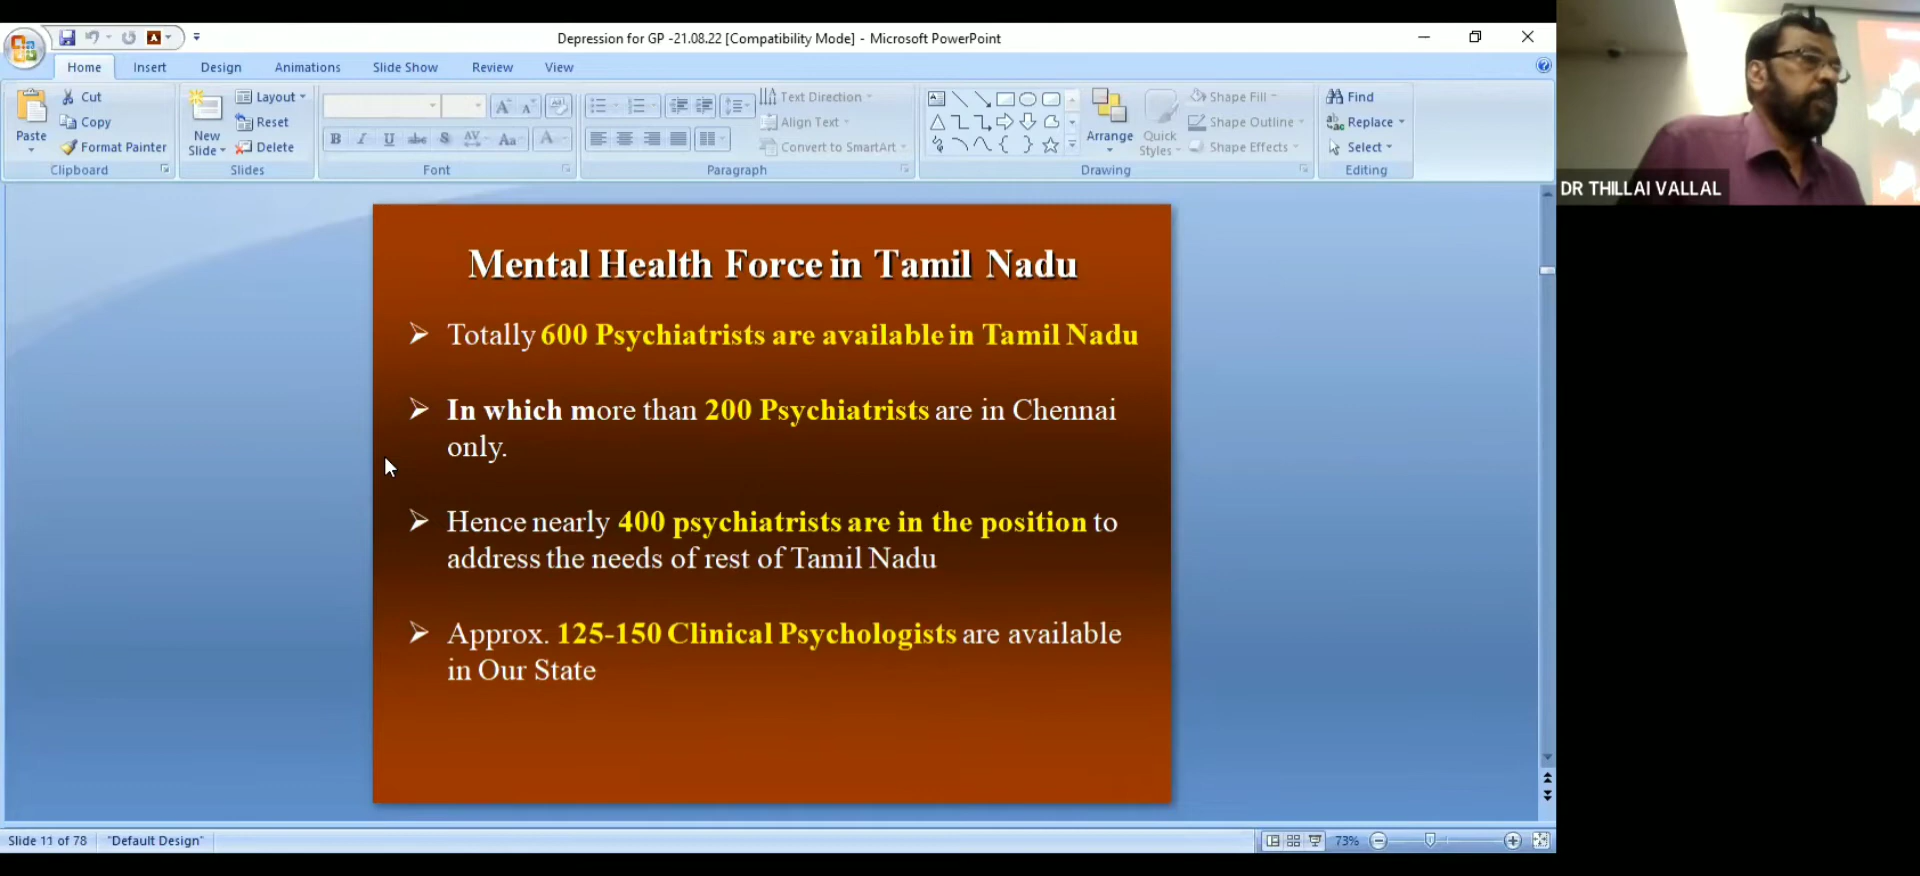 Depression for GP -21.08.22 [Compatibility Mode] - Microsoft PowerPoint
Home Insert Design Animations Slide Show Review View
Paste
Cut
Copy
Format Painter
Clipboard
New Slide
Layout
Reset
Delete
Slides
B I U abc S AV Aa A
Font
Text Direction
Align Text
Convert to SmartArt
Paragraph
Arrange
Quick Styles
Shape Fill
Shape Outline
Shape Effects
Drawing
Find
Replace
Select
Editing
DR THILLAI VALLAL
Mental Health Force in Tamil Nadu
➢ Totally 600 Psychiatrists are available in Tamil Nadu
➢ In which more than 200 Psychiatrists are in Chennai
only.
➢ Hence nearly 400 psychiatrists are in the position to
address the needs of rest of Tamil Nadu
➢ Approx. 125-150 Clinical Psychologists are available
in Our State
Slide 11 of 78 "Default Design" 73%